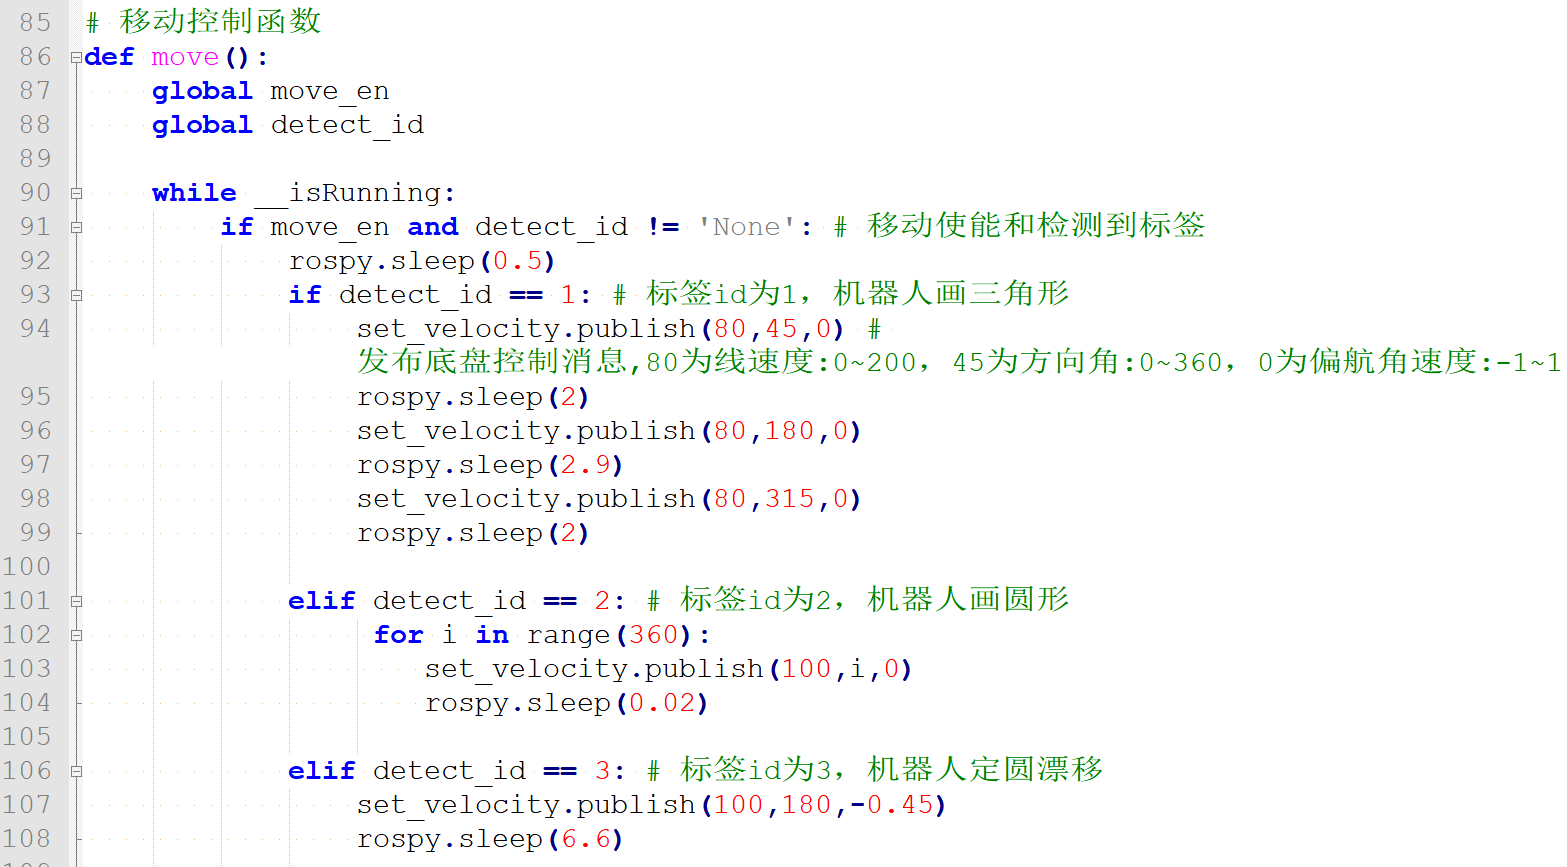 85 # 移动控制函数
86 def move():
87     global move_en
88     global detect_id
89
90     while __isRunning:
91         if move_en and detect_id != 'None': # 移动使能和检测到标签
92             rospy.sleep(0.5)
93             if detect_id == 1: # 标签id为1，机器人画三角形
94                 set_velocity.publish(80,45,0) #
发布底盘控制消息,80为线速度:0~200，45为方向角:0~360，0为偏航角速度:-1~1
95                 rospy.sleep(2)
96                 set_velocity.publish(80,180,0)
97                 rospy.sleep(2.9)
98                 set_velocity.publish(80,315,0)
99                 rospy.sleep(2)
100
101             elif detect_id == 2: # 标签id为2，机器人画圆形
102                  for i in range(360):
103                     set_velocity.publish(100,i,0)
104                     rospy.sleep(0.02)
105
106             elif detect_id == 3: # 标签id为3，机器人定圆漂移
107                 set_velocity.publish(100,180,-0.45)
108                 rospy.sleep(6.6)